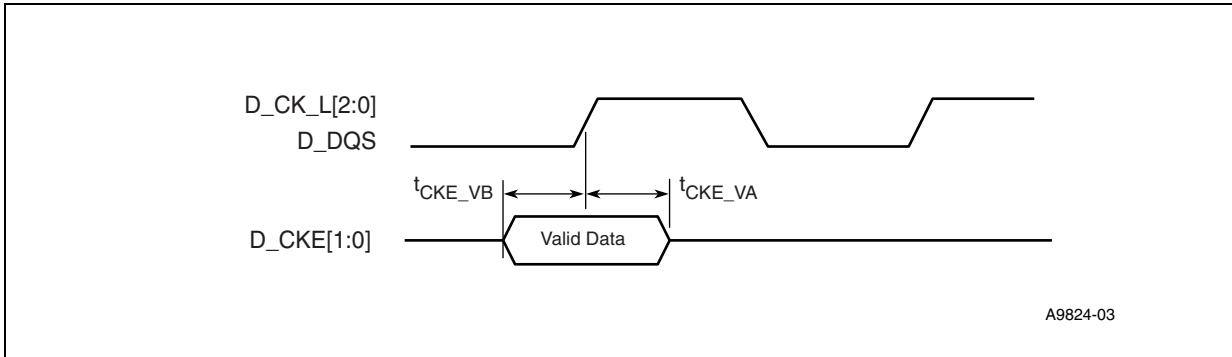 D_CK_L[2:0]
D_DQS
tCKE_VB
tCKE_VA
D_CKE[1:0]
Valid Data
A9824-03